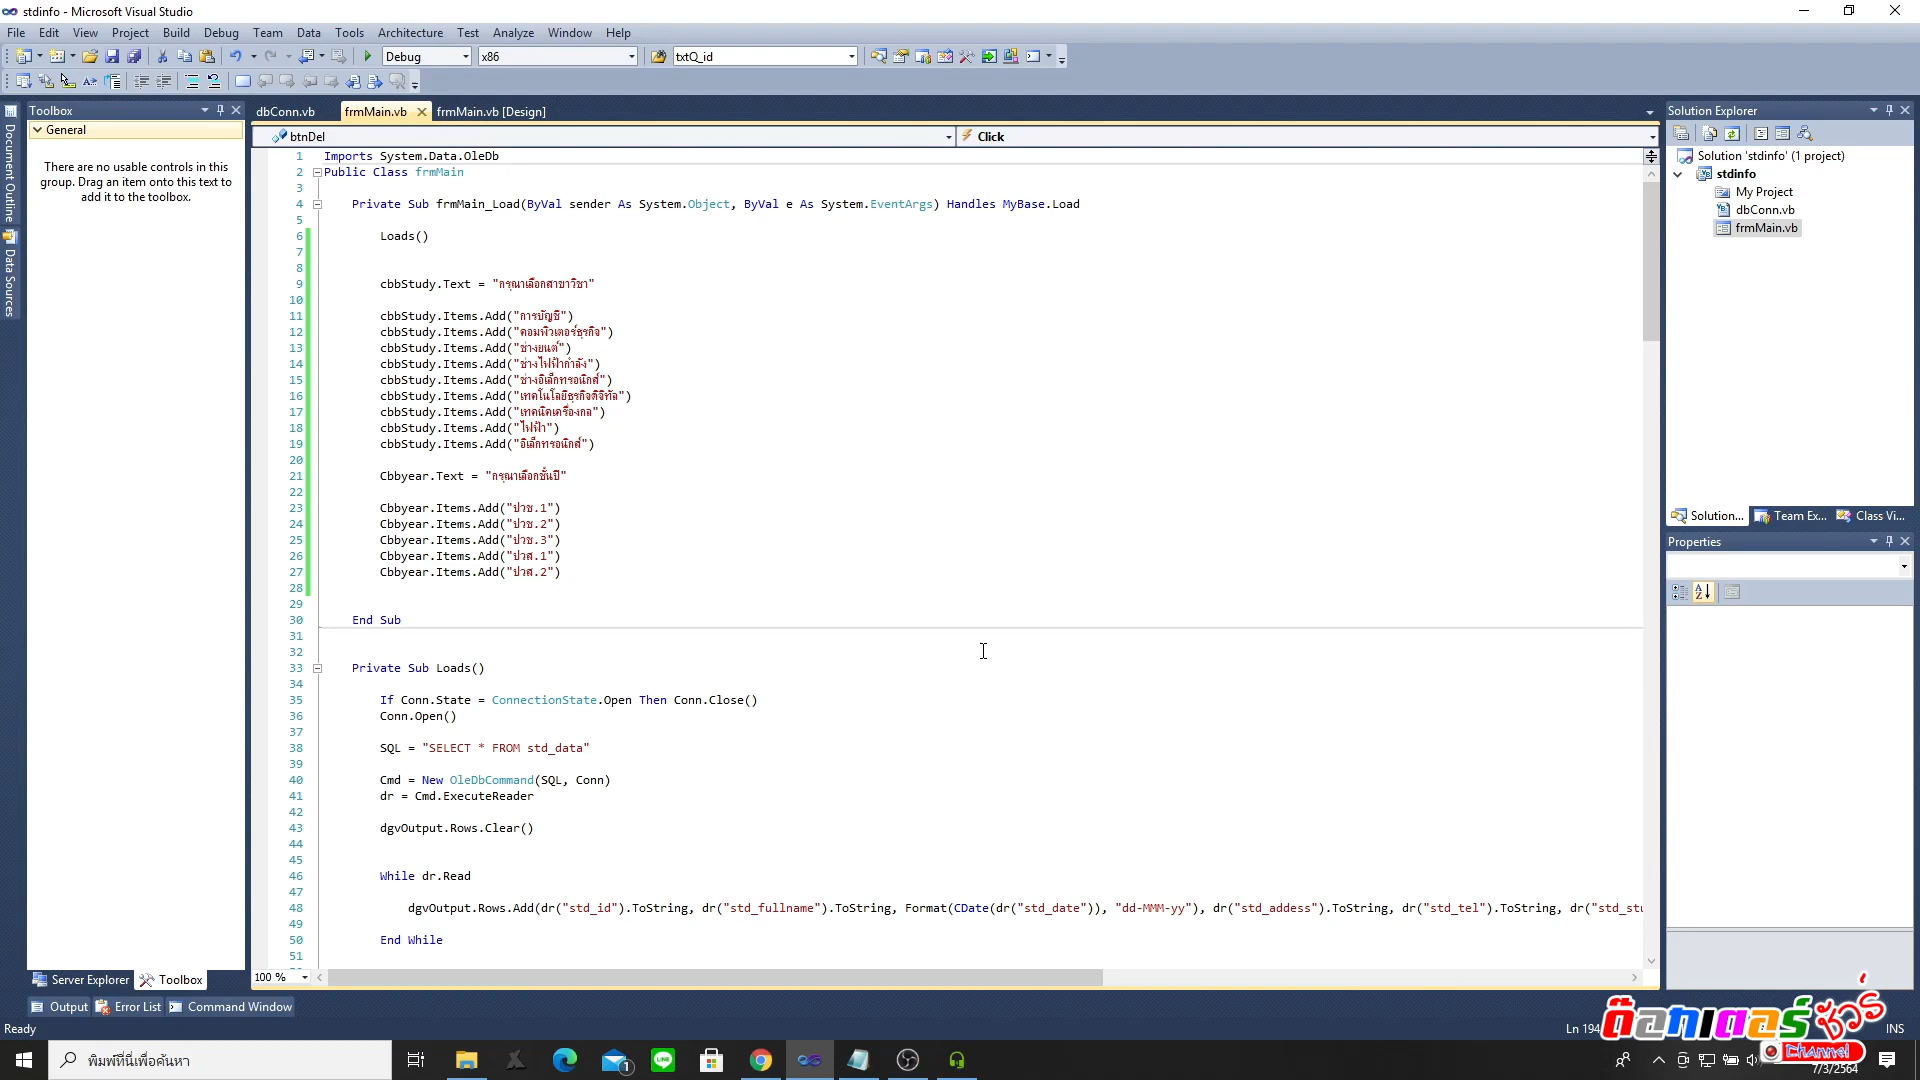 stdinfo - Microsoft Visual Studio
File Edit View Project Build Debug Team Data Tools Architecture Test Analyze Window Help
Debug x86 txtQ_id
Toolbox
General
There are no usable controls in this
group. Drag an item onto this text to
add it to the toolbox.
Document Outline
Data Sources
dbConn.vb frmMain.vb frmMain.vb [Design]
btnDel Click
1 Imports System.Data.OleDb
2 Public Class frmMain
3
4 Private Sub frmMain_Load(ByVal sender As System.Object, ByVal e As System.EventArgs) Handles MyBase.Load
5
6 Loads()
7
8
9 cbbStudy.Text = "กรุณาเลือกสาขาวิชา"
10
11 cbbStudy.Items.Add("การบัญชี")
12 cbbStudy.Items.Add("คอมพิวเตอร์ธุรกิจ")
13 cbbStudy.Items.Add("ช่างยนต์")
14 cbbStudy.Items.Add("ช่างไฟฟ้ากำลัง")
15 cbbStudy.Items.Add("ช่างอิเล็กทรอนิกส์")
16 cbbStudy.Items.Add("เทคโนโลยีธุรกิจดิจิทัล")
17 cbbStudy.Items.Add("เทคนิคเครื่องกล")
18 cbbStudy.Items.Add("ไฟฟ้า")
19 cbbStudy.Items.Add("อิเล็กทรอนิกส์")
20
21 Cbbyear.Text = "กรุณาเลือกชั้นปี"
22
23 Cbbyear.Items.Add("ปวช.1")
24 Cbbyear.Items.Add("ปวช.2")
25 Cbbyear.Items.Add("ปวช.3")
26 Cbbyear.Items.Add("ปวส.1")
27 Cbbyear.Items.Add("ปวส.2")
28
29
30 End Sub
31
32
33 Private Sub Loads()
34
35 If Conn.State = ConnectionState.Open Then Conn.Close()
36 Conn.Open()
37
38 SQL = "SELECT * FROM std_data"
39
40 Cmd = New OleDbCommand(SQL, Conn)
41 dr = Cmd.ExecuteReader
42
43 dgvOutput.Rows.Clear()
44
45
46 While dr.Read
47
48 dgvOutput.Rows.Add(dr("std_id").ToString, dr("std_fullname").ToString, Format(CDate(dr("std_date")), "dd-MMM-yy"), dr("std_addess").ToString, dr("std_tel").ToString, dr("std_stu
49
50 End While
51
100 %
Solution Explorer
Solution 'stdinfo' (1 project)
stdinfo
My Project
dbConn.vb
frmMain.vb
Solution... Team Ex... Class Vi...
Properties
Server Explorer Toolbox
Output Error List Command Window
Ready Ln 194 INS
ด๊อกเตอร์ ชัวร์
Channel
พิมพ์ที่นี่เพื่อค้นหา
7/3/2564